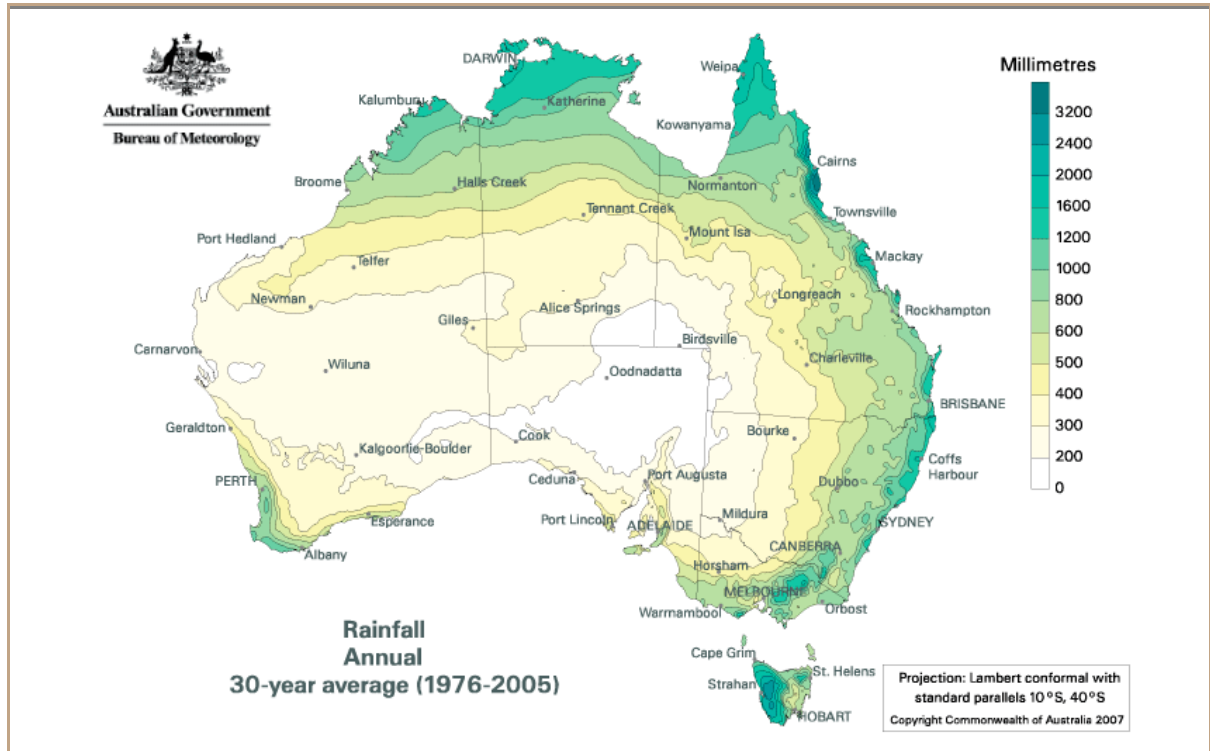 Australian Government
Bureau of Meteorology
Millimetres
3200
2400
2000
1600
1200
1000
800
600
500
400
300
200
0
DARWIN
Weipa
Kalumburu
Katherine
Kowanyama
Cairns
Broome
Halls Creek
Normanton
Tennant Creek
Townsville
Port Hedland
Mount Isa
Telfer
Mackay
Newman
Longreach
Alice Springs
Rockhampton
Giles
Birdsville
Carnarvon
Wiluna
Charleville
Oodnadatta
BRISBANE
Geraldton
Bourke
Cook
Kalgoorlie-Boulder
Coffs
Harbour
PERTH
Ceduna
Port Augusta
Dubbo
Mildura
Esperance
Port Lincoln
ADELAIDE
SYDNEY
Albany
CANBERRA
Horsham
MELBOURNE
Warrnambool
Orbost
Rainfall
Annual
30-year average (1976-2005)
Cape Grim
St. Helens
Strahan
HOBART
Projection: Lambert conformal with
standard parallels 10°S, 40°S
Copyright Commonwealth of Australia 2007